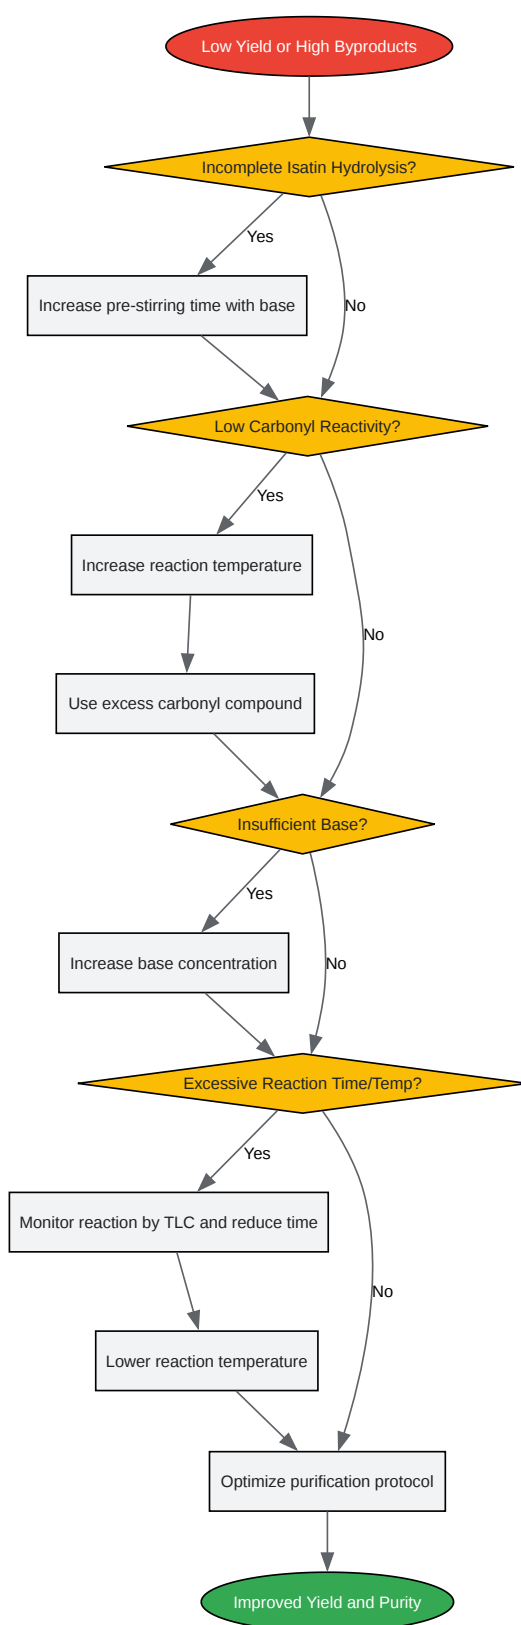 Low Yield or High Byproducts
Incomplete Isatin Hydrolysis?
Yes
Increase pre-stirring time with base
No
Low Carbonyl Reactivity?
Yes
Increase reaction temperature
No
Use excess carbonyl compound
Insufficient Base?
Yes
Increase base concentration
No
Excessive Reaction Time/Temp?
Yes
Monitor reaction by TLC and reduce time
No
Lower reaction temperature
Optimize purification protocol
Improved Yield and Purity